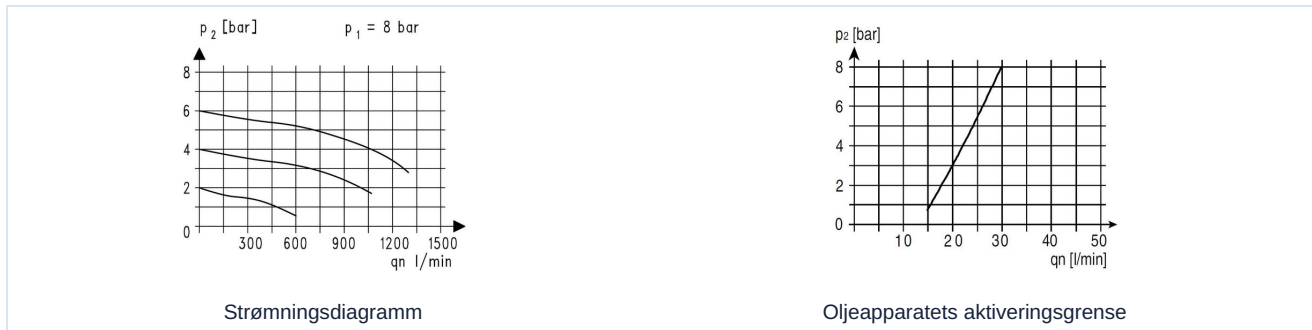 p 2 [bar] p 1 = 8 bar
8
6
4
2
0
300 600 900 1200 1500
qn l/min
Strømningsdiagramm
p2 [bar]
8
6
4
2
0
10 20 30 40 50
qn [l/min]
Oljeapparatets aktiveringsgrense